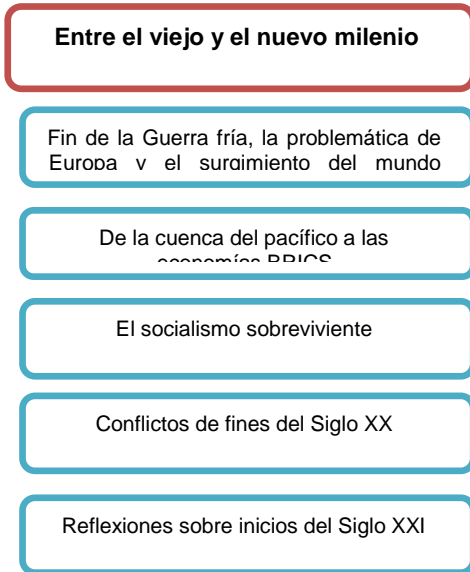 Entre el viejo y el nuevo milenio
Fin de la Guerra fría, la problemática de
Europa y el surgimiento del mundo
De la cuenca del pacífico a las
economías BRICS
El socialismo sobreviviente
Conflictos de fines del Siglo XX
Reflexiones sobre inicios del Siglo XXI